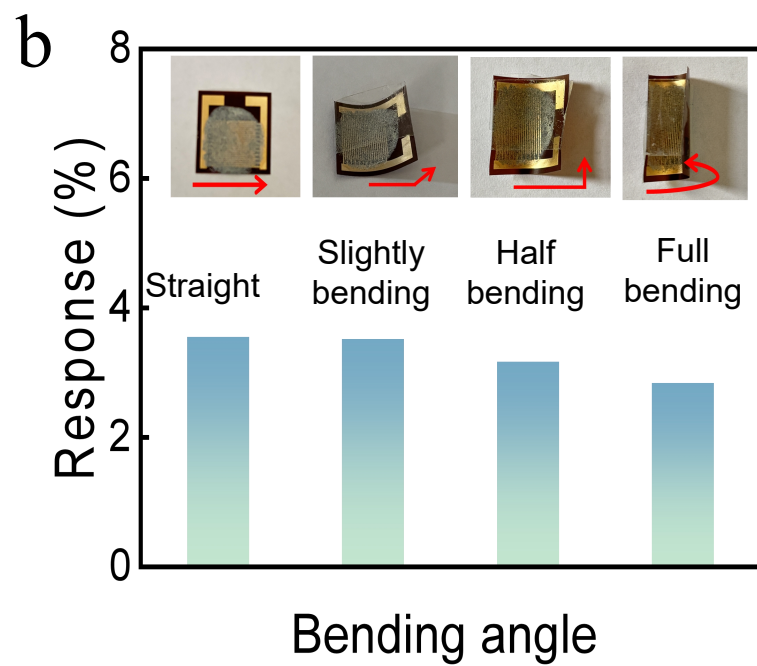 b
8
6
4
2
0
Response (%)
Straight
Slightly
bending
Half
bending
Full
bending
Bending angle